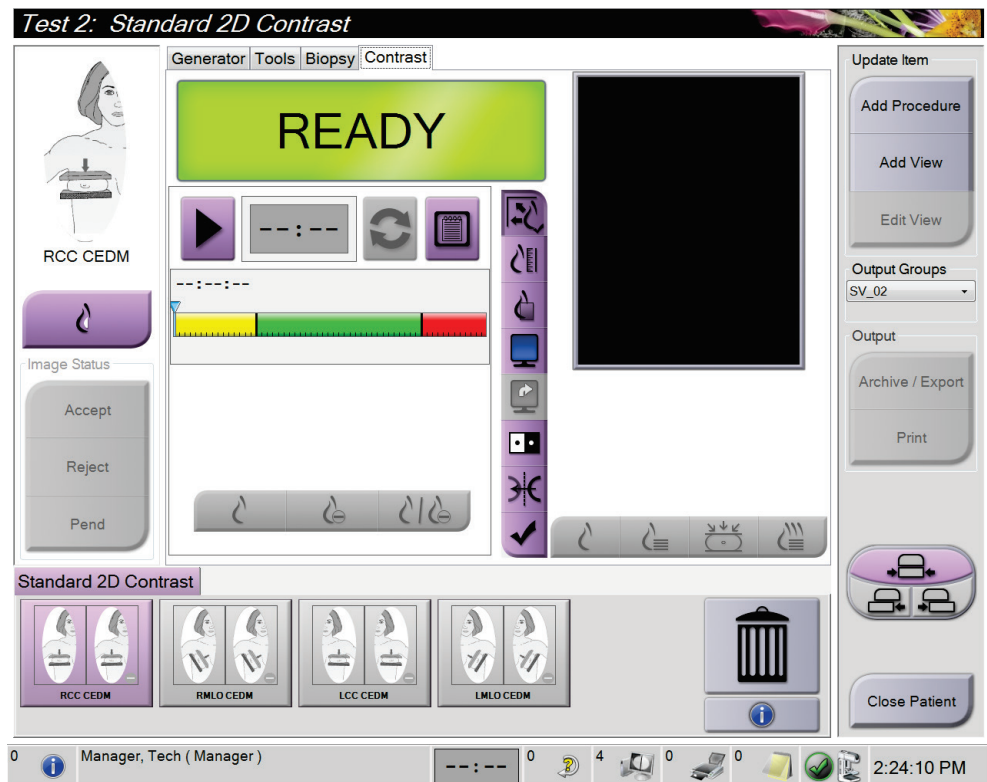 Test 2: Standard 2D Contrast
Generator Tools Biopsy Contrast
READY
--:--
--:--:--
RCC CEDM
Image Status
Accept
Reject
Pend
Update Item
Add Procedure
Add View
Edit View
Output Groups
SV_02
Output
Archive / Export
Print
Standard 2D Contrast
RCC CEDM
RMLO CEDM
LCC CEDM
LMLO CEDM
Close Patient
0 Manager, Tech ( Manager ) --:-- 0 4 0 0 2:24:10 PM